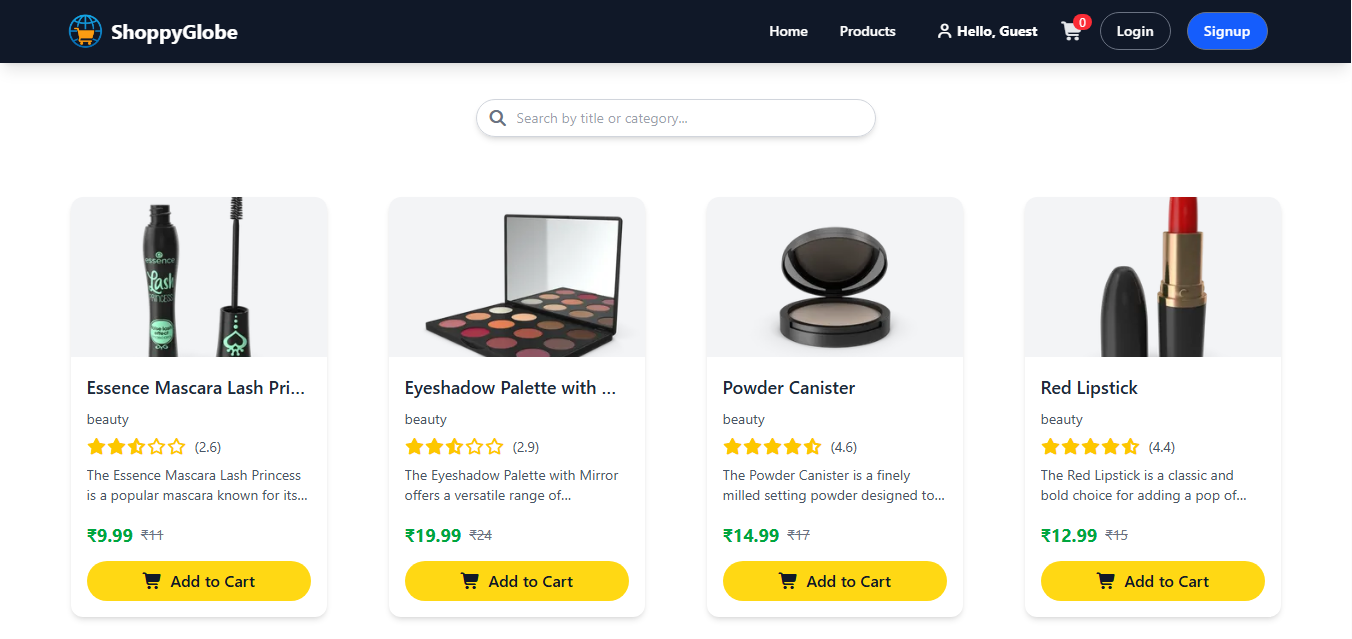 ShoppyGlobe
Home
Products
Hello, Guest
0
Login
Signup
Search by title or category...
essence
Lash
PRINCESS
Essence Mascara Lash Pri...
beauty
(2.6)
The Essence Mascara Lash Princess
is a popular mascara known for its...
₹9.99 ₹11
Add to Cart
Eyeshadow Palette with ...
beauty
(2.9)
The Eyeshadow Palette with Mirror
offers a versatile range of...
₹19.99 ₹24
Add to Cart
Powder Canister
beauty
(4.6)
The Powder Canister is a finely
milled setting powder designed to...
₹14.99 ₹17
Add to Cart
Red Lipstick
beauty
(4.4)
The Red Lipstick is a classic and
bold choice for adding a pop of...
₹12.99 ₹15
Add to Cart